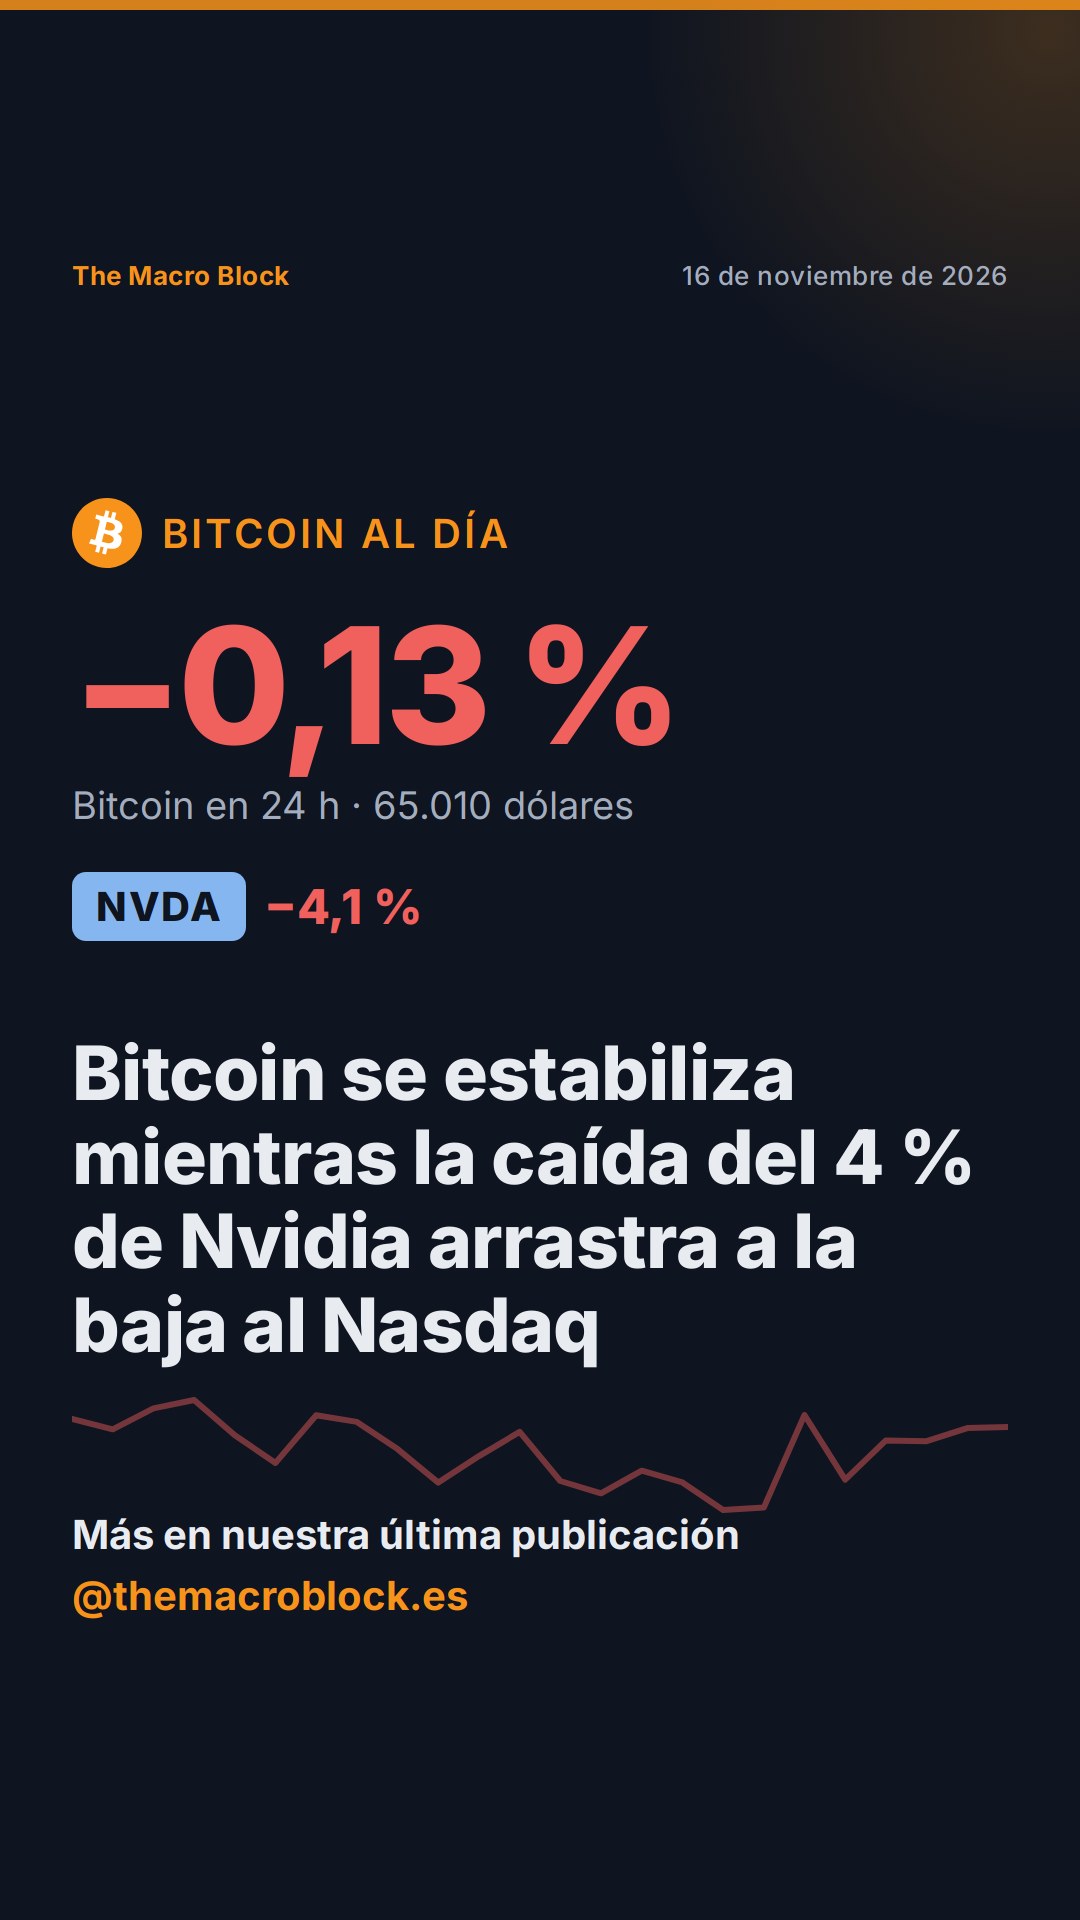 The Macro Block
16 de noviembre de 2026
BITCOIN AL DÍA
−0,13 %
Bitcoin en 24 h · 65.010 dólares
NVDA −4,1 %
Bitcoin se estabiliza
mientras la caída del 4 %
de Nvidia arrastra a la
baja al Nasdaq
Más en nuestra última publicación
@themacroblock.es